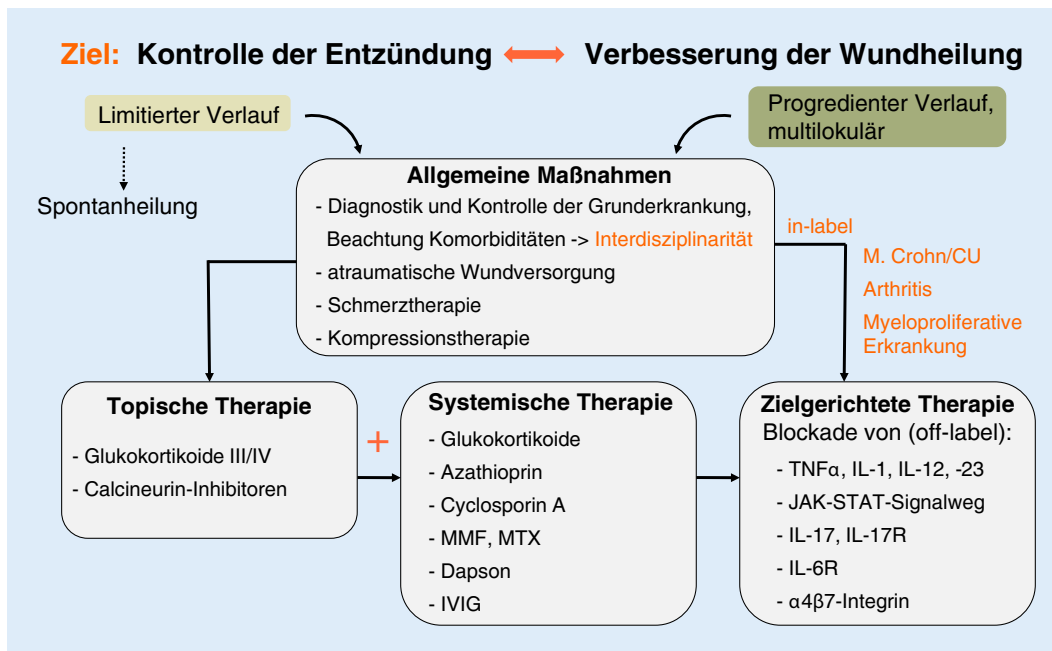 Ziel: Kontrolle der Entzündung Verbesserung der Wundheilung
Limitierter Verlauf
Progredienter Verlauf,
multilokulär
Spontanheilung
Allgemeine Maßnahmen
- Diagnostik und Kontrolle der Grunderkrankung,
Beachtung Komorbiditäten -> Interdisziplinarität
- atraumatische Wundversorgung
- Schmerztherapie
- Kompressionstherapie
in-label
M. Crohn/CU
Arthritis
Myeloproliferative
Erkrankung
Topische Therapie
- Glukokortikoide III/IV
- Calcineurin-Inhibitoren
+
Systemische Therapie
- Glukokortikoide
- Azathioprin
- Cyclosporin A
- MMF, MTX
- Dapson
- IVIG
Zielgerichtete Therapie
Blockade von (off-label):
- TNFα, IL-1, IL-12, -23
- JAK-STAT-Signalweg
- IL-17, IL-17R
- IL-6R
- α4β7-Integrin